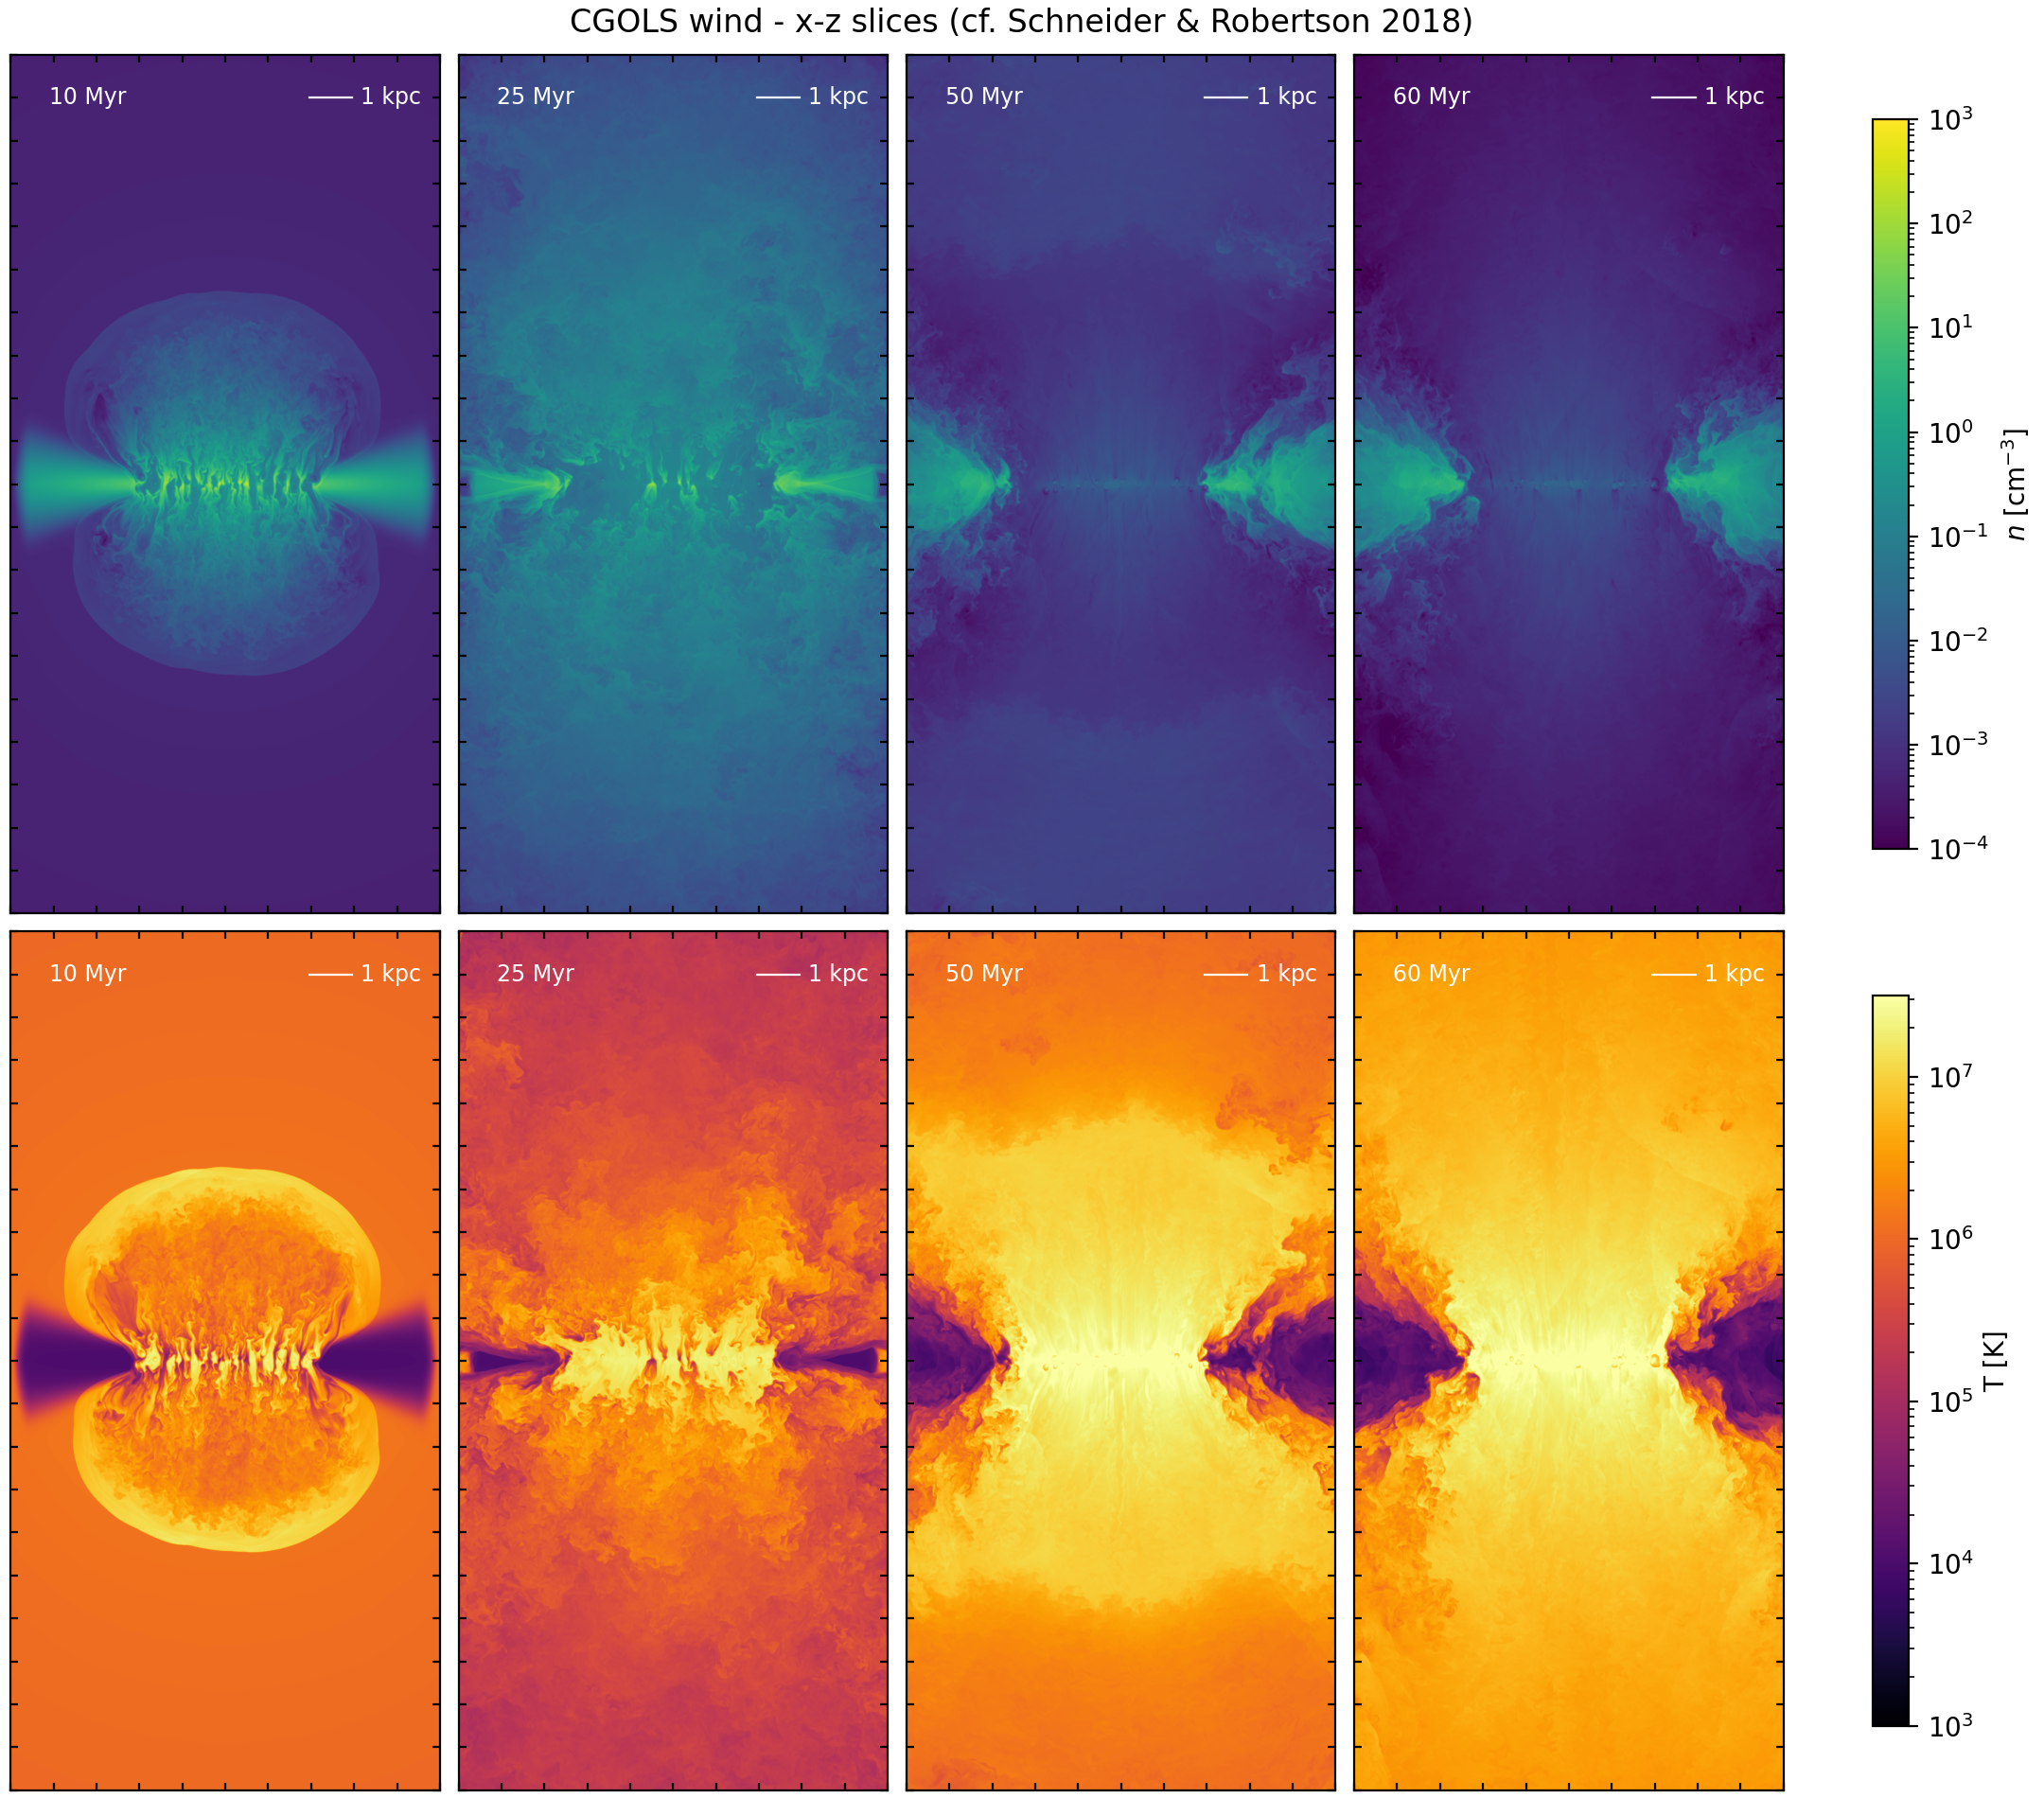 CGOLS wind - x-z slices (cf. Schneider & Robertson 2018)
10 Myr
1 kpc
25 Myr
1 kpc
50 Myr
1 kpc
60 Myr
1 kpc
10³
10²
10¹
10⁰
10⁻¹
10⁻²
10⁻³
10⁻⁴
n [cm⁻³]
10 Myr
1 kpc
25 Myr
1 kpc
50 Myr
1 kpc
60 Myr
1 kpc
10⁷
10⁶
10⁵
10⁴
10³
T [K]